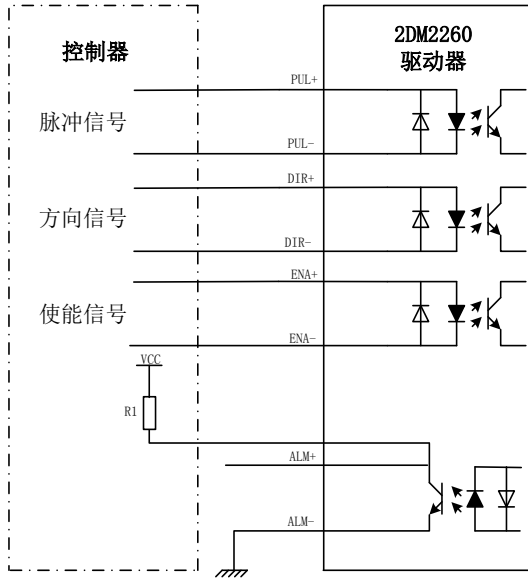 控制器
2DM2260
驱动器
PUL+
脉冲信号
PUL-
DIR+
方向信号
DIR-
ENA+
使能信号
ENA-
VCC
R1
ALM+
ALM-